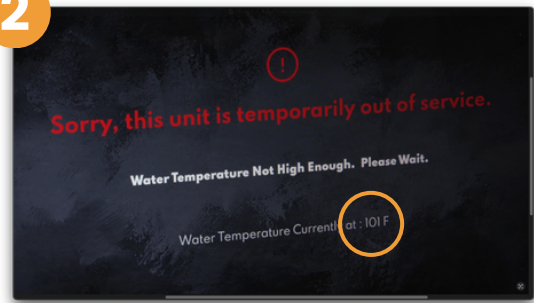 2
!
Sorry, this unit is temporarily out of service.
Water Temperature Not High Enough. Please Wait.
Water Temperature Currently at : 101 F